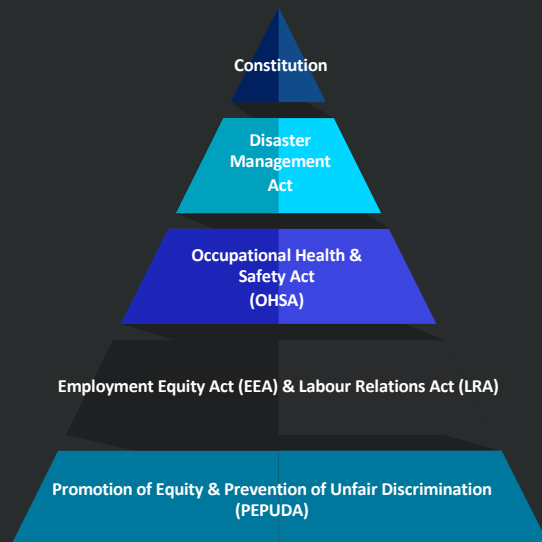 Constitution
Disaster
Management
Act
Occupational Health &
Safety Act
(OHSA)
Employment Equity Act (EEA) & Labour Relations Act (LRA)
Promotion of Equity & Prevention of Unfair Discrimination
(PEPUDA)